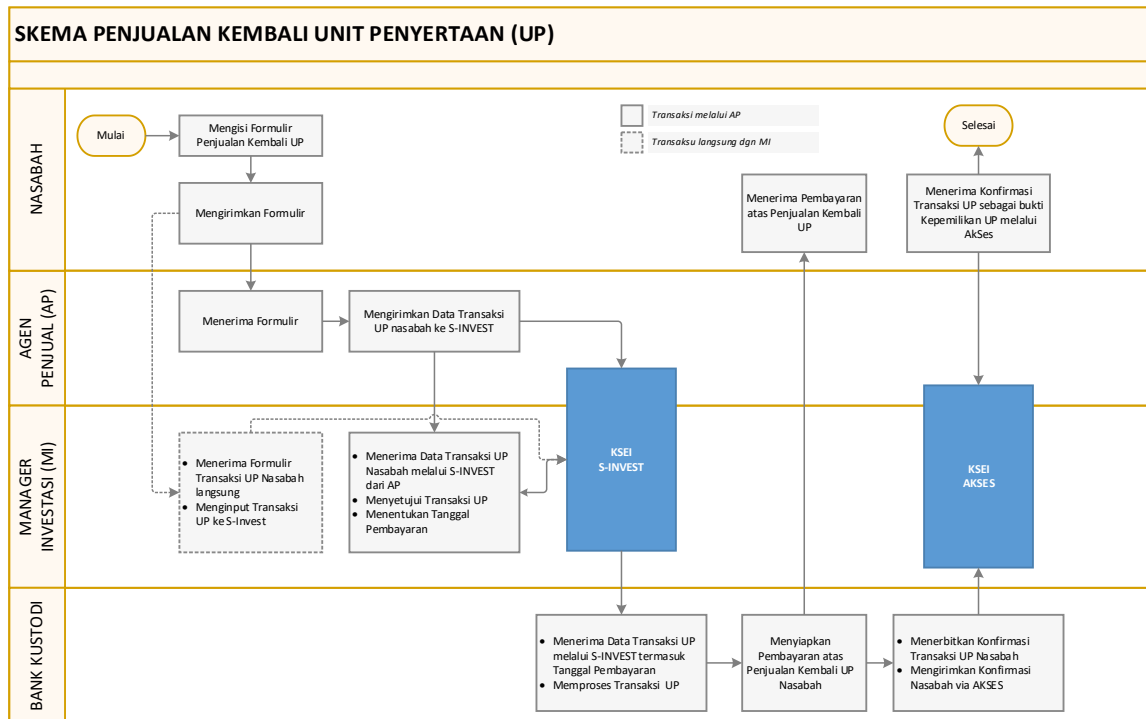 SKEMA PENJUALAN KEMBALI UNIT PENYERTAAN (UP)
NASABAH
Mulai
Mengisi Formulir
Penjualan Kembali UP
Transaksi melalui AP
Transaksu langsung dgn MI
Selesai
Mengirimkan Formulir
Menerima Pembayaran
atas Penjualan Kembali
UP
Menerima Konfirmasi
Transaksi UP sebagai bukti
Kepemilikan UP melalui
AkSes
AGEN
PENJUAL (AP)
Menerima Formulir
Mengirimkan Data Transaksi
UP nasabah ke S-INVEST
KSEI
S-INVEST
KSEI
AKSES
MANAGER
INVESTASI (MI)
• Menerima Formulir
Transaksi UP Nasabah
langsung
• Menginput Transaksi
UP ke S-Invest
• Menerima Data Transaksi UP
Nasabah melalui S-INVEST
dari AP
• Menyetujui Transaksi UP
• Menentukan Tanggal
Pembayaran
BANK KUSTODI
• Menerima Data Transaksi UP
melalui S-INVEST termasuk
Tanggal Pembayaran
• Memproses Transaksi UP
Menyiapkan
Pembayaran atas
Penjualan Kembali UP
Nasabah
• Menerbitkan Konfirmasi
Transaksi UP Nasabah
• Mengirimkan Konfirmasi
Nasabah via AKSES